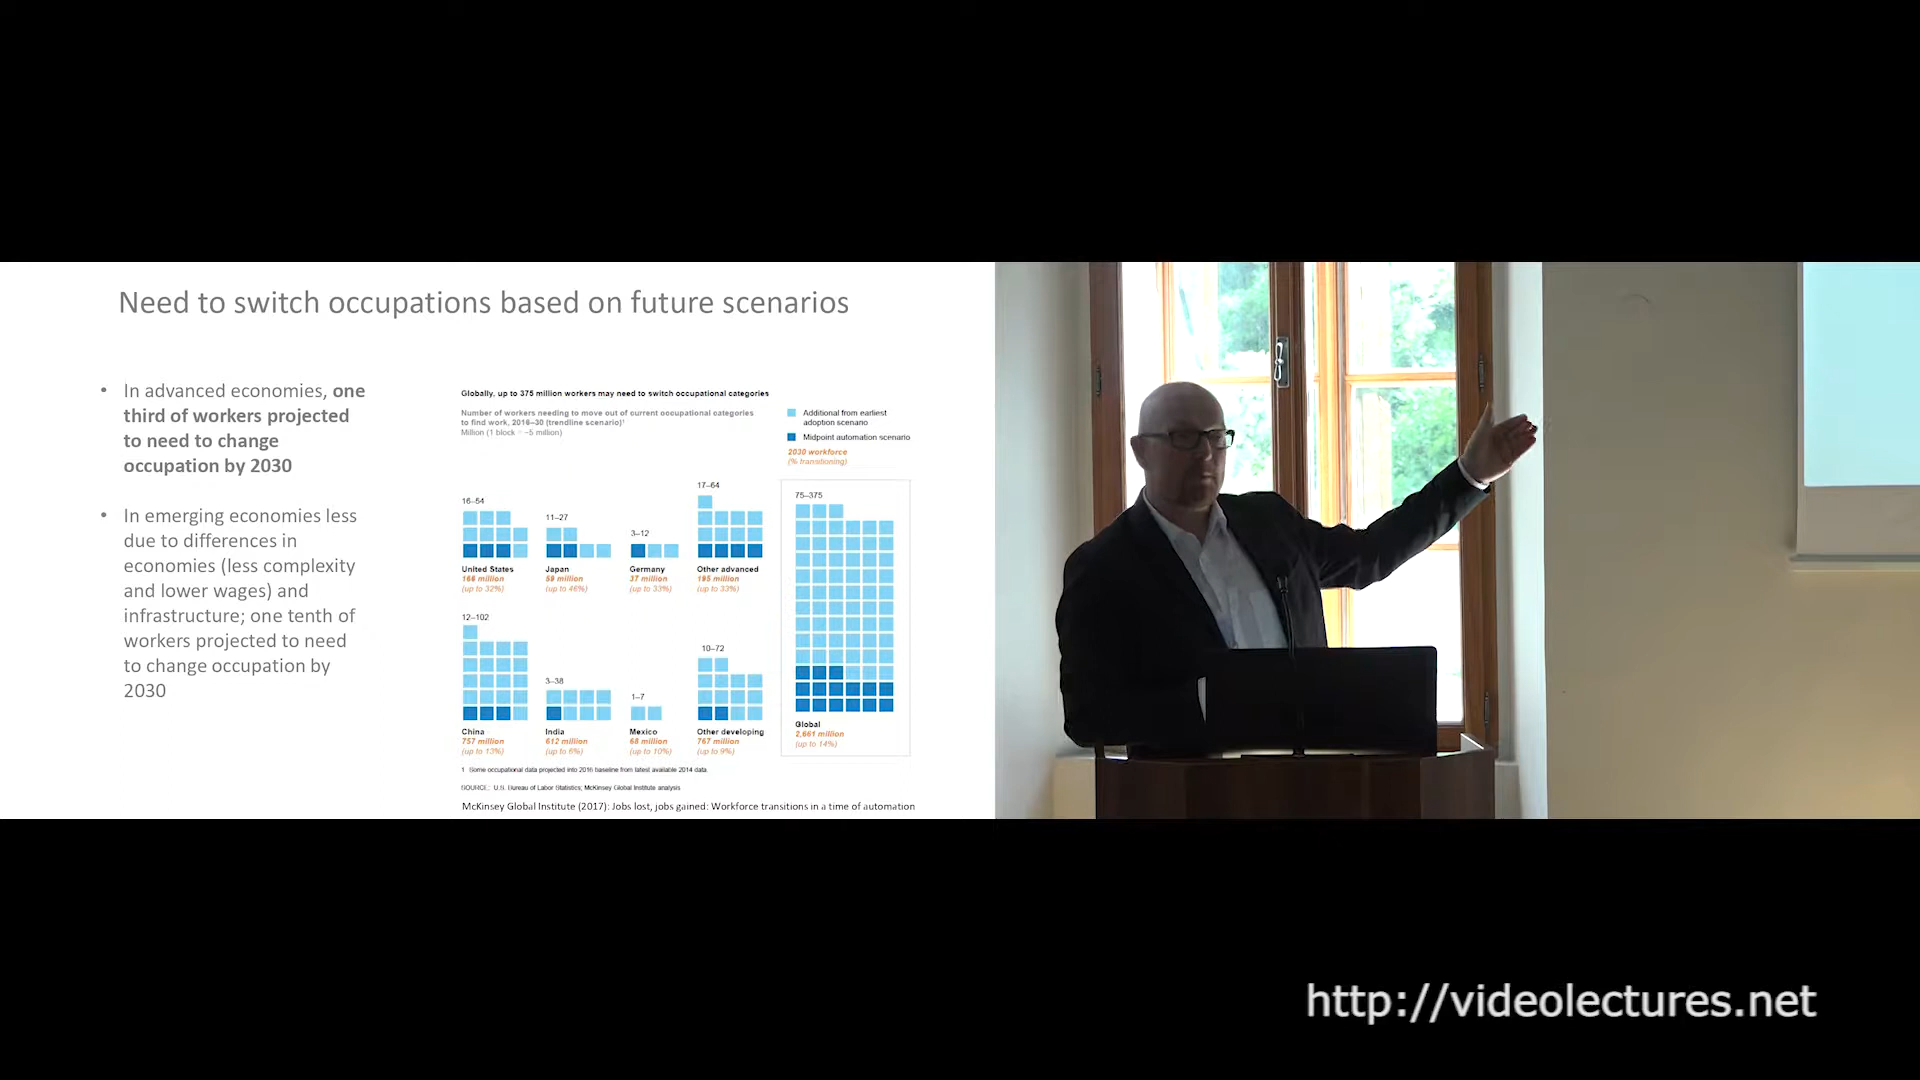 Need to switch occupations based on future scenarios
• In advanced economies, one
third of workers projected
to need to change
occupation by 2030
• In emerging economies less
due to differences in
economies (less complexity
and lower wages) and
infrastructure; one tenth of
workers projected to need
to change occupation by
2030
Globally, up to 375 million workers may need to switch occupational categories
Number of workers needing to move out of current occupational categories
to find work, 2016–30 (trendline scenario)¹
Million (1 block = ~5 million)
Additional from earliest
adoption scenario
Midpoint automation scenario
2030 workforce
(% transitioning)
16–54
United States
166 million
(up to 32%)
11–27
Japan
59 million
(up to 46%)
3–12
Germany
37 million
(up to 33%)
17–64
Other advanced
195 million
(up to 33%)
12–102
China
757 million
(up to 13%)
3–38
India
612 million
(up to 6%)
1–7
Mexico
68 million
(up to 10%)
10–72
Other developing
767 million
(up to 9%)
75–375
Global
2,661 million
(up to 14%)
1 Some occupational data projected into 2016 baseline from latest available 2014 data.
SOURCE: U.S. Bureau of Labor Statistics; McKinsey Global Institute analysis
McKinsey Global Institute (2017): Jobs lost, jobs gained: Workforce transitions in a time of automation
http://videolectures.net